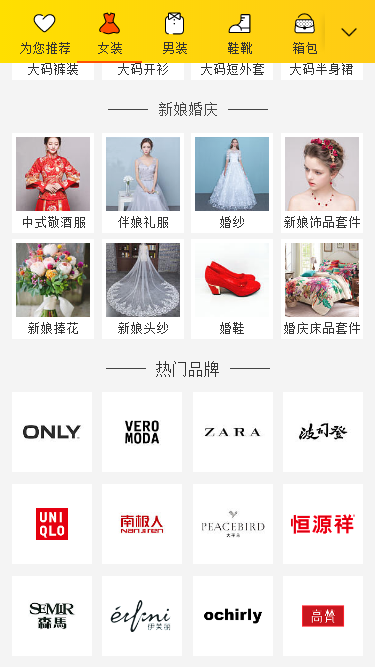 为您推荐 女装 男装 鞋靴 箱包
大码裤装 大码开衫 大码短外套 大码半身裙
新娘婚庆
中式敬酒服 伴娘礼服 婚纱 新娘饰品套件
新娘捧花 新娘头纱 婚鞋 婚庆床品套件
热门品牌
ONLY VERO MODA ZARA 波司登
UNI QLO 南极人 NanJiren PEACEBIRD 太平鸟 恒源祥
SEMIR 森馬 éifini 伊芙丽 ochirly 高梵